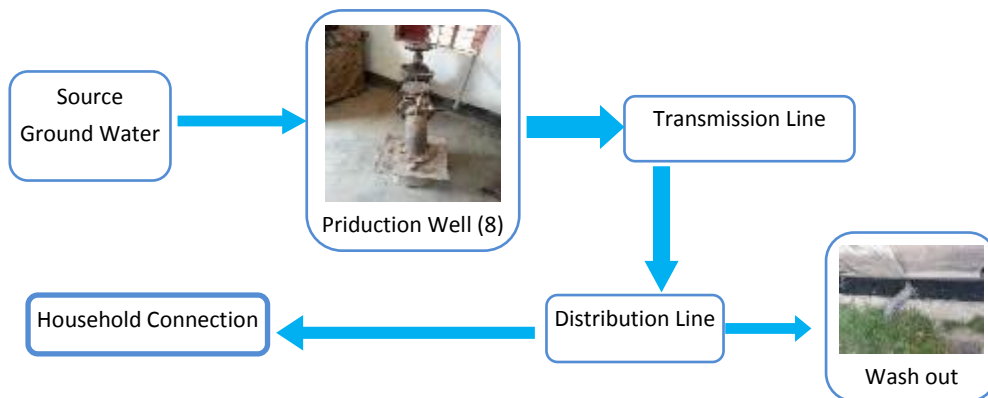 Source
Ground Water
Priduction Well (8)
Transmission Line
Distribution Line
Household Connection
Wash out